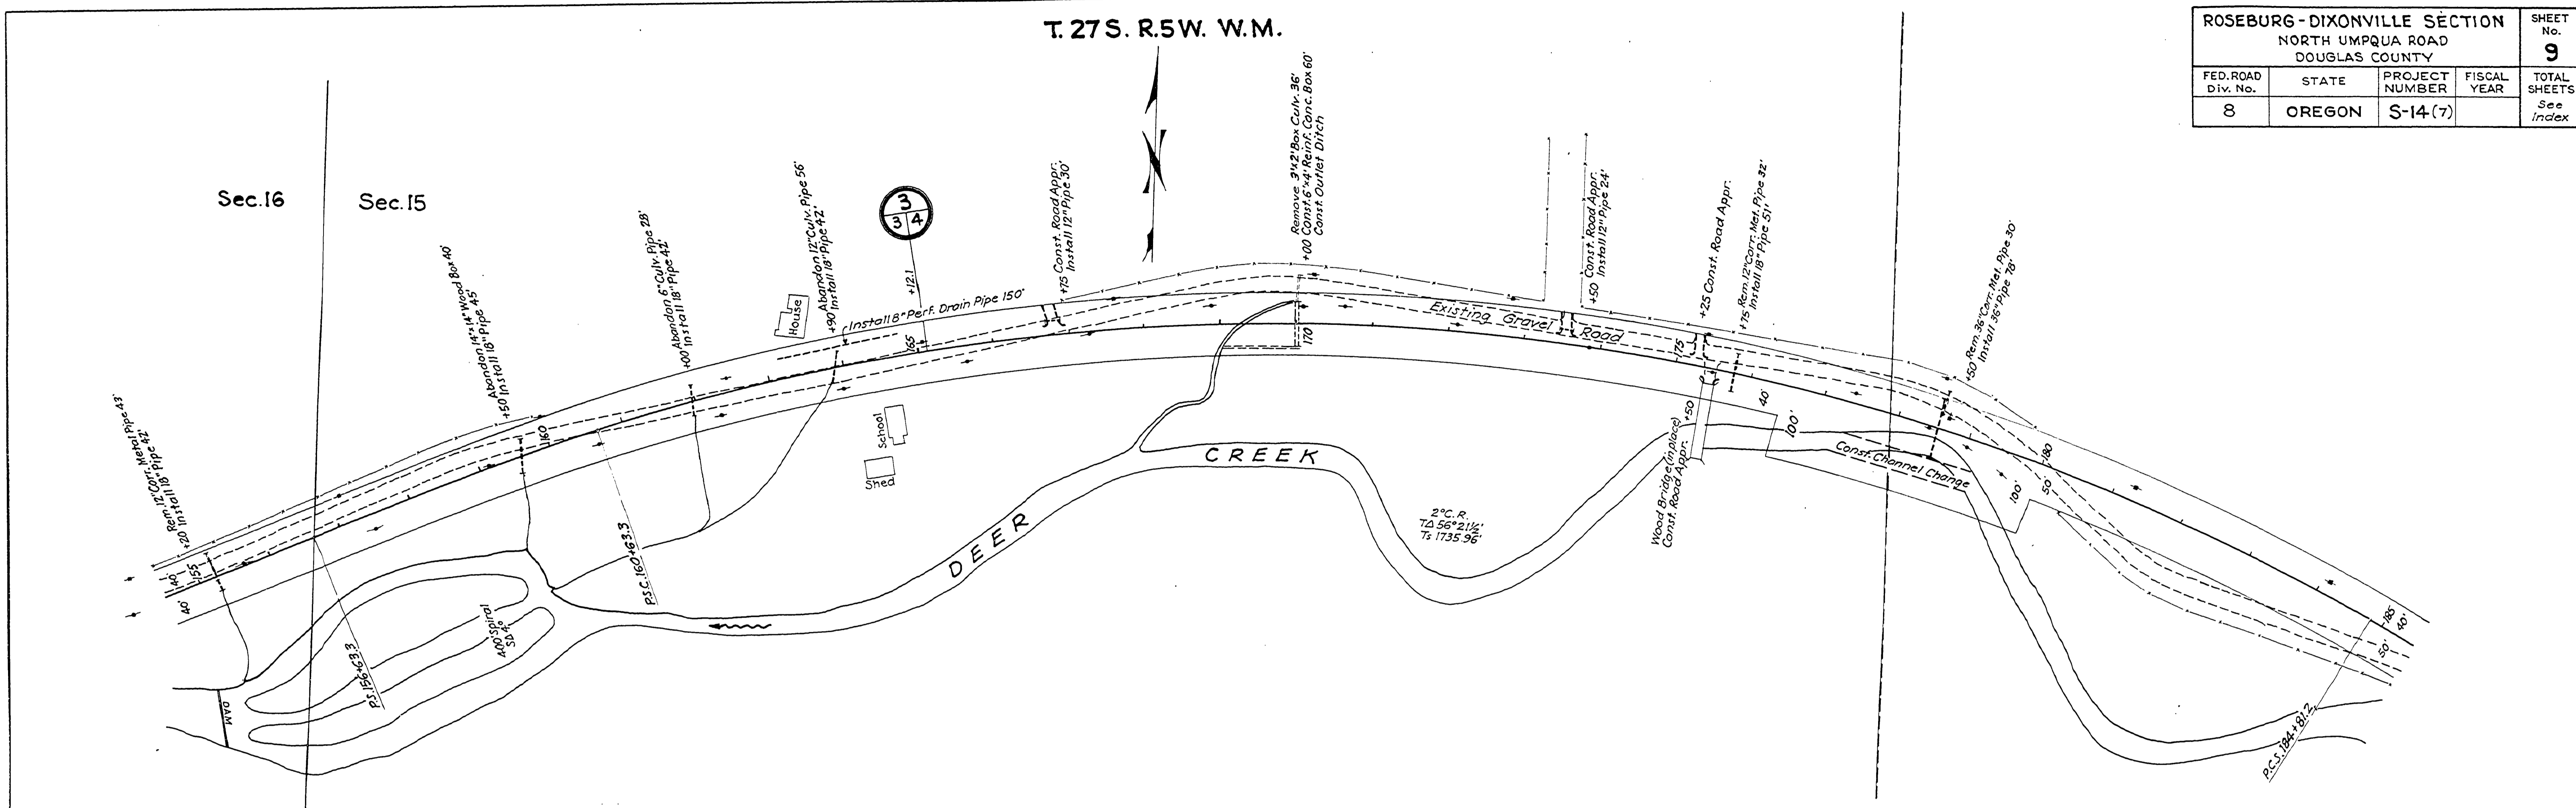 T. 27 S. R. 5 W. W.M.
ROSEBURG-DIXONVILLE SECTION
NORTH UMPQUA ROAD
DOUGLAS COUNTY
SHEET
No.
9
FED. ROAD
Div. No.
STATE
PROJECT
NUMBER
FISCAL
YEAR
TOTAL
SHEETS
8
OREGON
S-14(7)
See
index
Sec. 16
Sec. 15
Rem. 12" Corr. Metal Pipe 43'
+20 Install 18" Pipe 42'
Abandon 14"x14" Wood Box 40'
+50 Install 18" Pipe 45'
Abandon 6" Culv. Pipe 28'
+00 Install 18" Pipe 42'
House
Abandon 12" Culv. Pipe 56'
+90 Install 18" Pipe 42'
Install 8" Perf. Drain Pipe 150'
3
3 4
+12.1
+75 Const. Road Appr.
Install 12" Pipe 30'
Remove 3'x2' Box Culv. 36'
+00 Const. 6'x4' Reinf. Conc. Box 60'
Const. Outlet Ditch
Existing Gravel Road
+50 Const. Road Appr.
Install 12" Pipe 24'
+25 Const. Road Appr.
+75 Rem. 12" Corr. Met. Pipe 32'
Install 18" Pipe 51'
+50 Rem. 36" Corr. Met. Pipe 30'
Install 36" Pipe 78'
40'
155
40'
160
165
170
175
180
185
School
Shed
P.S. 156+63.3
400' Spiral
SΔ 4°
P.S.C. 160+63.3
DAM
DEER
CREEK
2° C.R.
TΔ 56°21½'
Ts 1735.96'
+50
Wood Bridge (in place)
Const. Road Appr.
40'
100'
Const. Channel Change
100'
50'
40'
50'
P.C.S. 184+81.2